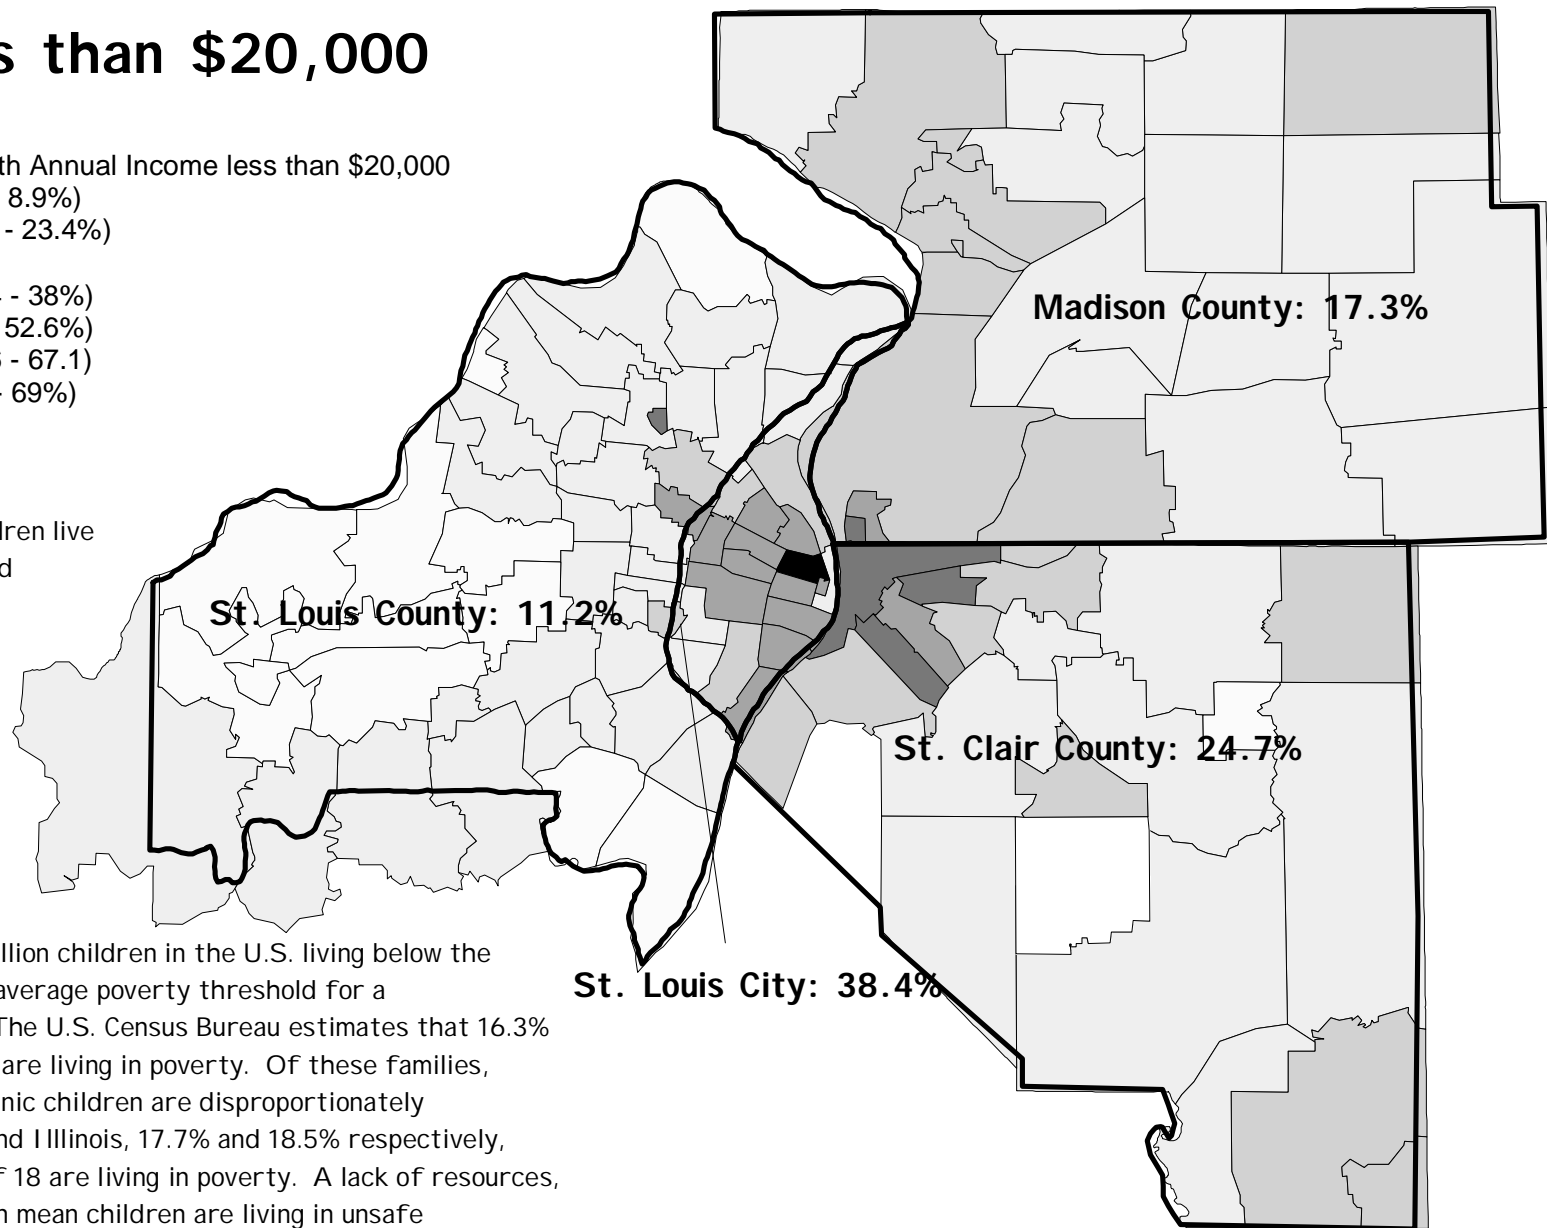 s than $20,000
th Annual Income less than $20,000
8.9%)
- 23.4%)
- 38%)
52.6%)
- 67.1)
- 69%)
Madison County: 17.3%
dren live
d
St. Louis County: 11.2%
St. Clair County: 24.7%
illion children in the U.S. living below the
average poverty threshold for a
St. Louis City: 38.4%
The U.S. Census Bureau estimates that 16.3%
are living in poverty. Of these families,
nic children are disproportionately
nd Illlinois, 17.7% and 18.5% respectively,
f 18 are living in poverty. A lack of resources,
n mean children are living in unsafe